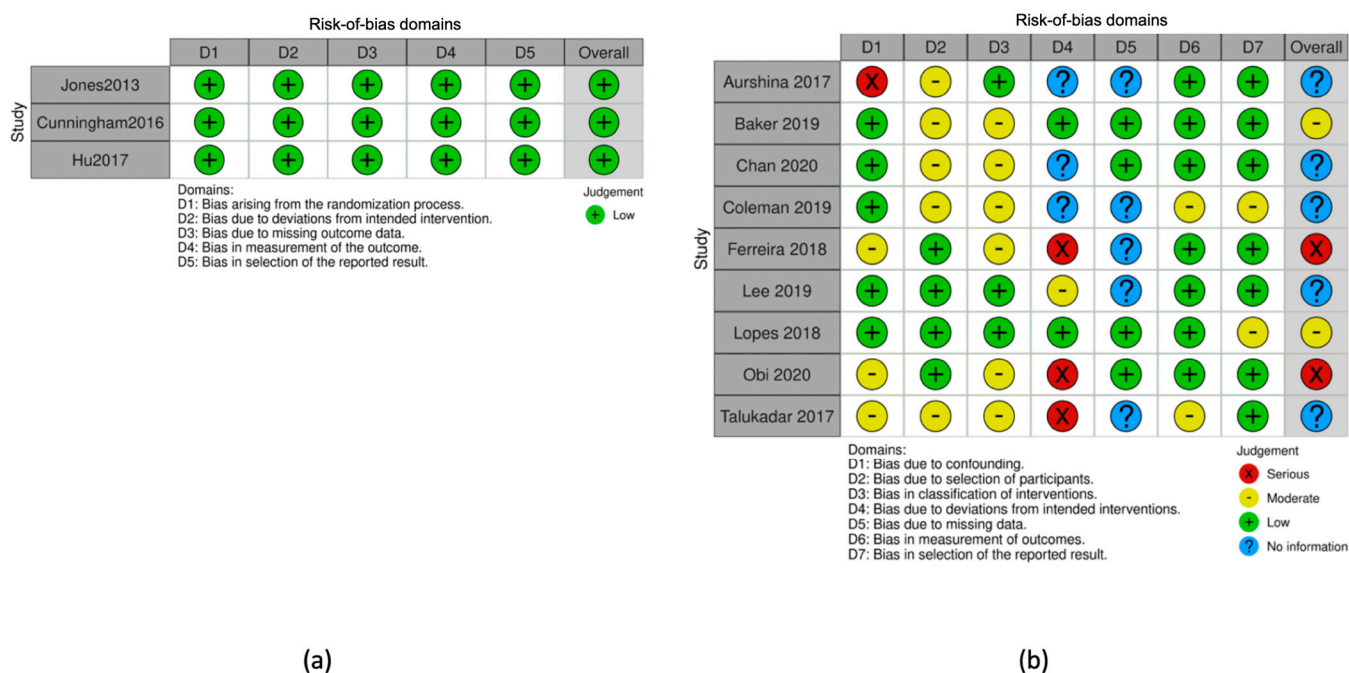 Risk-of-bias domains
D1 D2 D3 D4 D5 Overall
Study
Jones2013 + + + + + +
Cunningham2016 + + + + + +
Hu2017 + + + + + +
Domains:
D1: Bias arising from the randomization process.
D2: Bias due to deviations from intended intervention.
D3: Bias due to missing outcome data.
D4: Bias in measurement of the outcome.
D5: Bias in selection of the reported result.
Judgement
+ Low
(a)
Risk-of-bias domains
D1 D2 D3 D4 D5 D6 D7 Overall
Study
Aurshina 2017 X - + ? ? + + ?
Baker 2019 + - - + + + + -
Chan 2020 + - - ? + + + ?
Coleman 2019 + - - ? ? - - ?
Ferreira 2018 - + - X ? + + X
Lee 2019 + + + - ? + + ?
Lopes 2018 + + + + + + - -
Obi 2020 - + - X + + + X
Talukadar 2017 - - - X ? - + ?
Domains:
D1: Bias due to confounding.
D2: Bias due to selection of participants.
D3: Bias in classification of interventions.
D4: Bias due to deviations from intended interventions.
D5: Bias due to missing data.
D6: Bias in measurement of outcomes.
D7: Bias in selection of the reported result.
Judgement
X Serious
- Moderate
+ Low
? No information
(b)